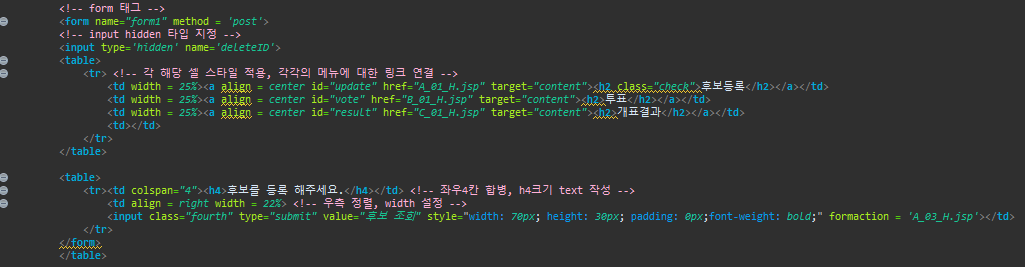 <!-- form 태그 -->
<form name="form1" method = 'post'>
<!-- input hidden 타입 지정 -->
<input type='hidden' name='deleteID'>
<table>
<tr> <!-- 각 해당 셀 스타일 적용, 각각의 메뉴에 대한 링크 연결 -->
<td width = 25%><a align = center id="update" href="A_01_H.jsp" target="content"><h2 class="check">후보등록</h2></a></td>
<td width = 25%><a align = center id="vote" href="B_01_H.jsp" target="content"><h2>투표</h2></a></td>
<td width = 25%><a align = center id="result" href="C_01_H.jsp" target="content"><h2>개표결과</h2></a></td>
<td></td>
</tr>
</table>
<table>
<tr><td colspan="4"><h4>후보를 등록 해주세요.</h4></td> <!-- 좌우4칸 합병, h4크기 text 작성 -->
<td align = right width = 22%> <!-- 우측 정렬, width 설정 -->
<input class="fourth" type="submit" value="후보 조회" style="width: 70px; height: 30px; padding: 0px;font-weight: bold;" formaction = 'A_03_H.jsp'></td>
</tr>
</form>
</table>